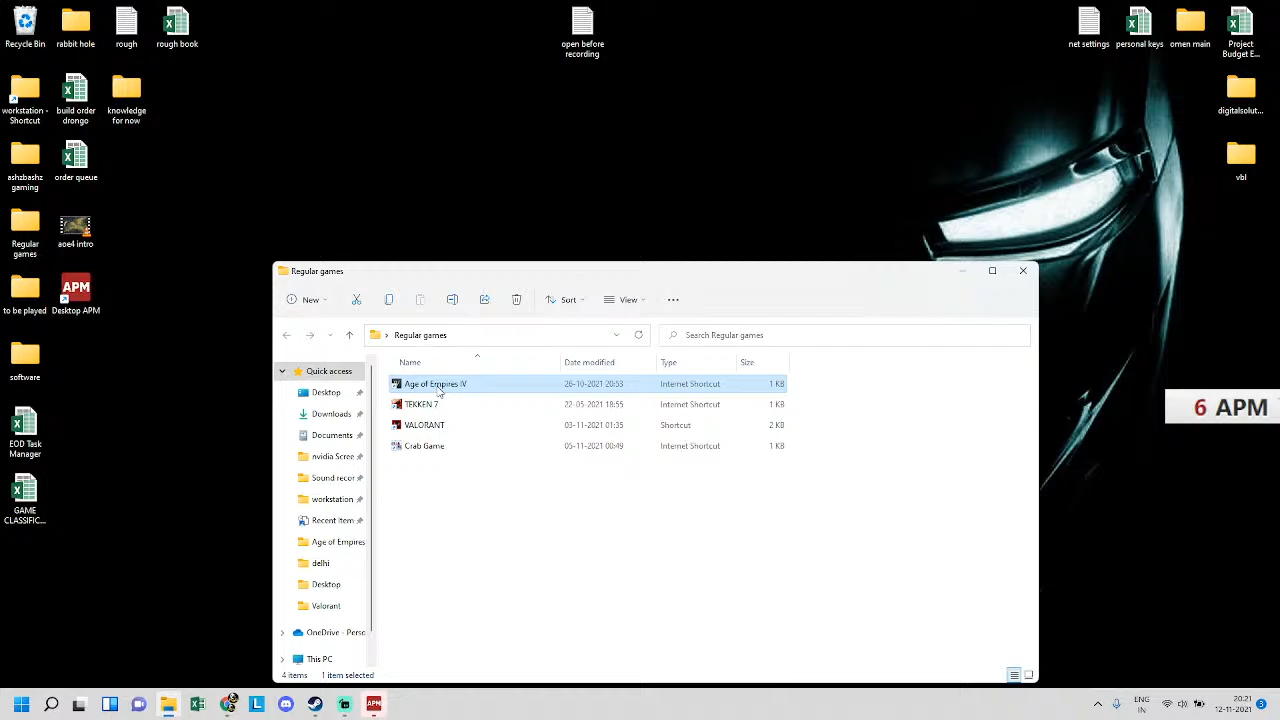 Recycle Bin
rabbit hole
rough
rough book
open before
recording
net settings
personal keys
omen main
Project
Budget E...
workstation -
Shortcut
build order
drongo
knowledge
for now
digitalsolut...
ashzbashz
gaming
order queue
vbl
Regular
games
aoe4 intro
to be played
APM
Desktop APM
software
EOD Task
Manager
GAME
CLASSIFIC...
Regular games
New
Sort
View
Regular games
Search Regular games
Name
Date modified
Type
Size
Quick access
Desktop
Downloads
Documents
nvidia Scree
Sound recor
workstation
Recent Item
Age of Empires
delhi
Desktop
Valorant
OneDrive - Perso
This PC
Age of Empires IV
26-10-2021 20:53
Internet Shortcut
1 KB
TEKKEN 7
22-05-2021 18:55
Internet Shortcut
1 KB
VALORANT
03-11-2021 01:35
Shortcut
2 KB
Crab Game
05-11-2021 00:49
Internet Shortcut
1 KB
4 items
1 item selected
6 APM
L
APM
ENG
IN
20:21
12-11-2021
3